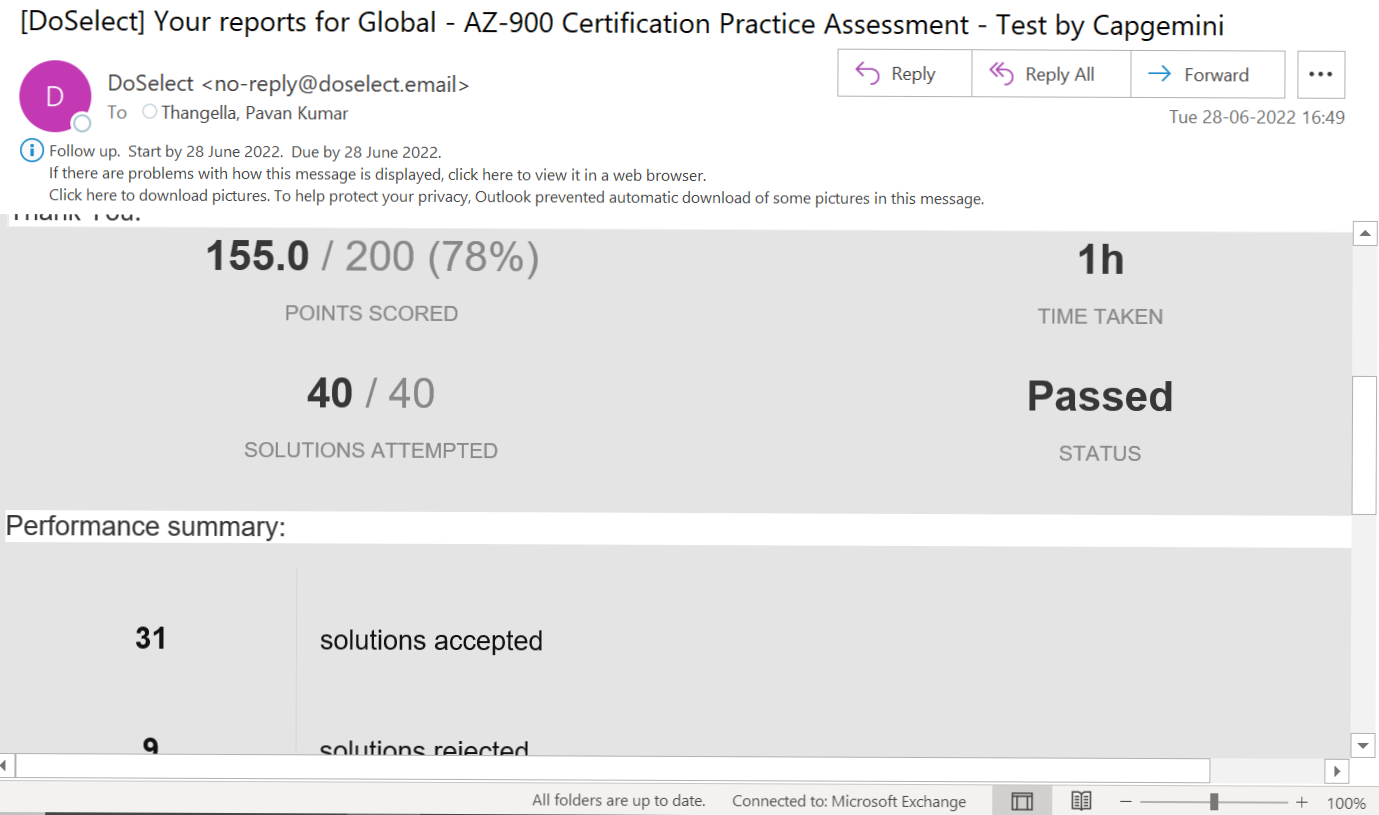 [DoSelect] Your reports for Global - AZ-900 Certification Practice Assessment - Test by Capgemini
Reply
Reply All
Forward
D
DoSelect <no-reply@doselect.email>
To Thangella, Pavan Kumar
Tue 28-06-2022 16:49
Follow up. Start by 28 June 2022. Due by 28 June 2022.
If there are problems with how this message is displayed, click here to view it in a web browser.
Click here to download pictures. To help protect your privacy, Outlook prevented automatic download of some pictures in this message.
Thank You.
155.0 / 200 (78%)
POINTS SCORED
1h
TIME TAKEN
40 / 40
SOLUTIONS ATTEMPTED
Passed
STATUS
Performance summary:
31 solutions accepted
9 solutions rejected
All folders are up to date. Connected to: Microsoft Exchange 100%